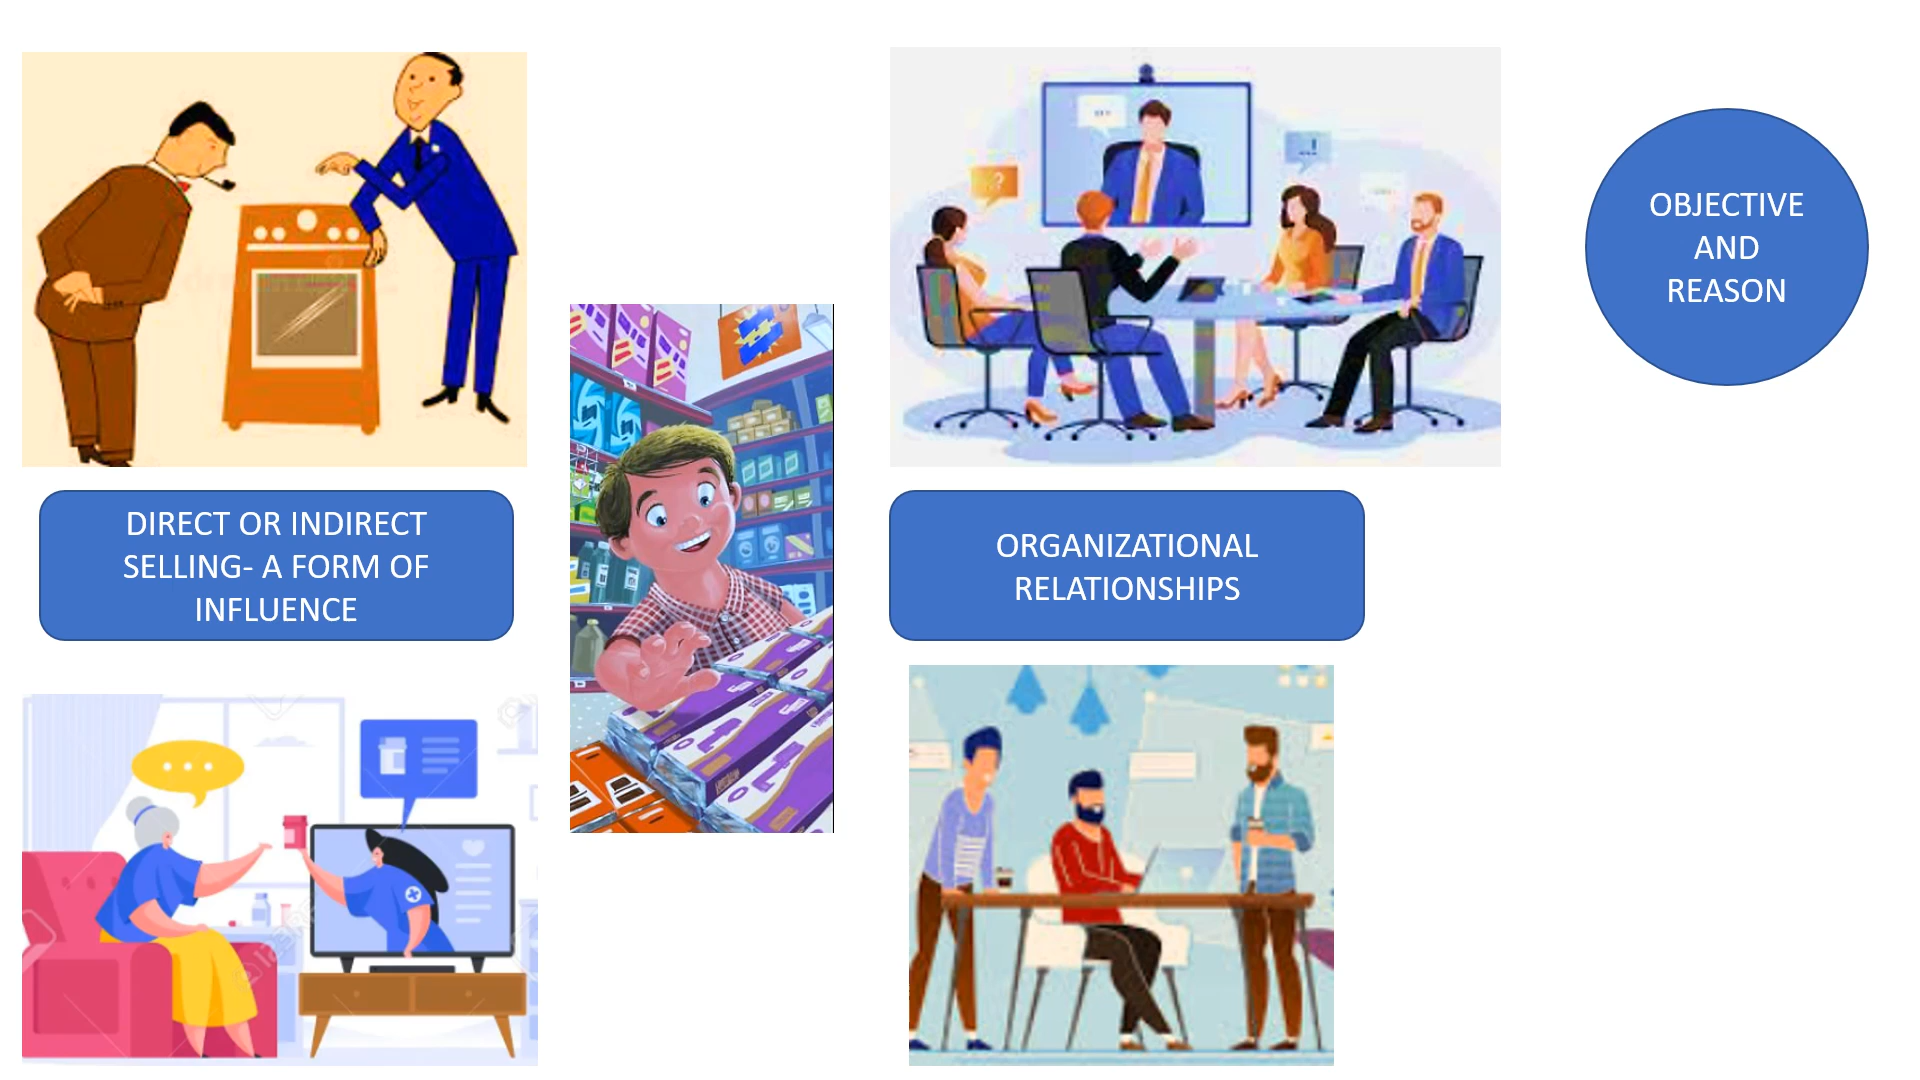 DIRECT OR INDIRECT
SELLING- A FORM OF
INFLUENCE
ORGANIZATIONAL
RELATIONSHIPS
OBJECTIVE
AND
REASON